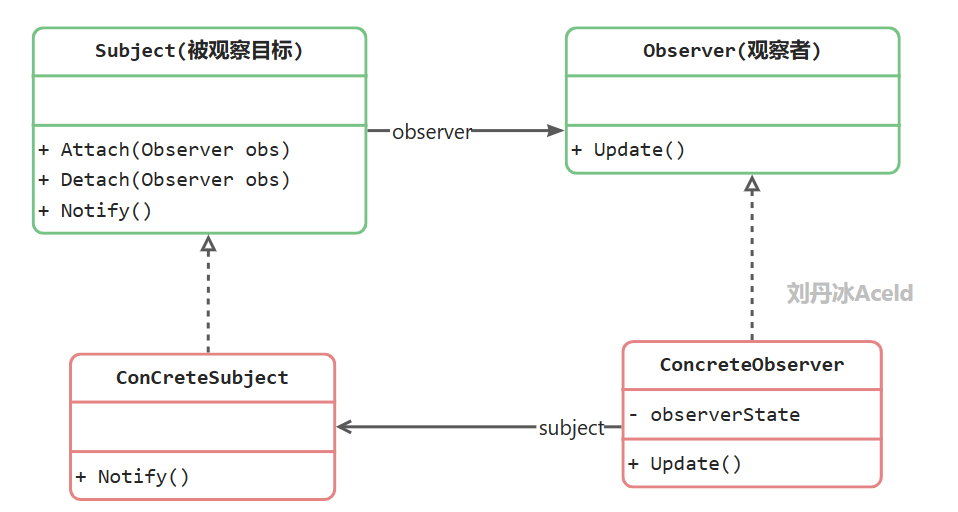 Subject(被观察目标)
+ Attach(Observer obs)
+ Detach(Observer obs)
+ Notify()
observer
Observer(观察者)
+ Update()
刘丹冰Aceld
ConCreteSubject
+ Notify()
subject
ConcreteObserver
- observerState
+ Update()